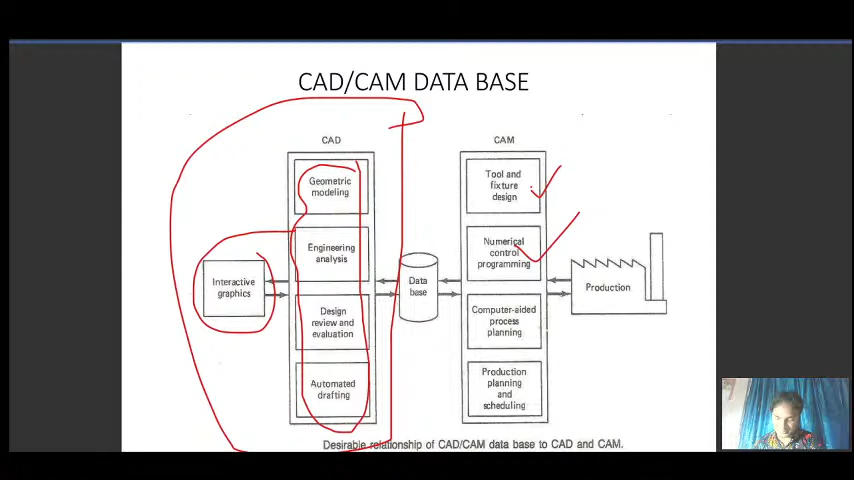 CAD/CAM DATA BASE
CAD
CAM
Geometric
modeling
Engineering
analysis
Design
review and
evaluation
Automated
drafting
Interactive
graphics
Data
base
Tool and
fixture
design
Numerical
control
programming
Computer-aided
process
planning
Production
planning
and
scheduling
Production
Desirable relationship of CAD/CAM data base to CAD and CAM.